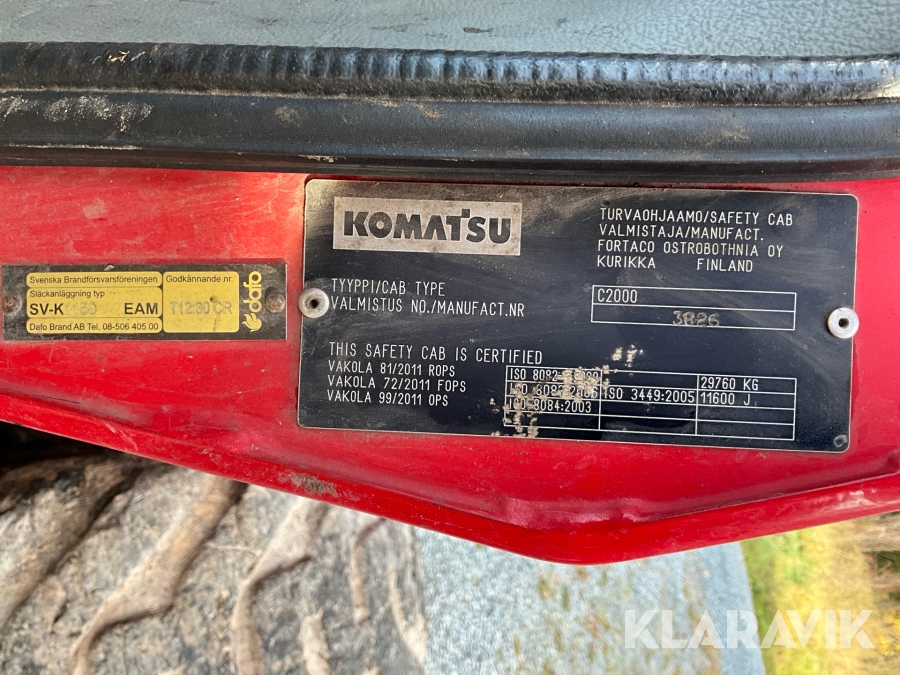 Svenska Brandförsvarsföreningen
Släckanläggning typ
SV-K EAM
Dafo Brand AB Tel. 08-506 405 00
Godkännande nr.
T1230 CR
dafo
KOMATSU
TURVAOHJAAMO/SAFETY CAB
VALMISTAJA/MANUFACT.
FORTACO OSTROBOTHNIA OY
KURIKKA FINLAND
TYYPPI/CAB TYPE C2000
VALMISTUS NO./MANUFACT.NR 3826
THIS SAFETY CAB IS CERTIFIED
VAKOLA 81/2011 ROPS ISO 29760 KG
VAKOLA 72/2011 FOPS ISO 3449:2005 11600 J
VAKOLA 99/2011 OPS ISO 8084:2003
KLARAVIK